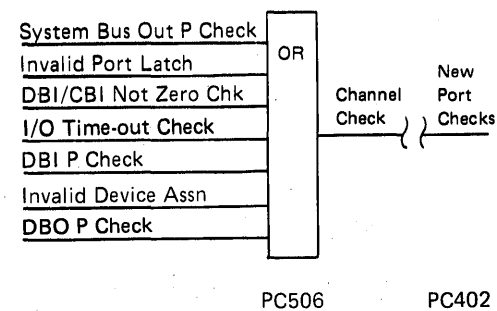 System Bus Out P Check
Invalid Port Latch
DBI/CBI Not Zero Chk
I/O Time-out Check
DBI P Check
Invalid Device Assn
DBO P Check
OR
Channel
Check
New
Port
Checks
PC506
PC402